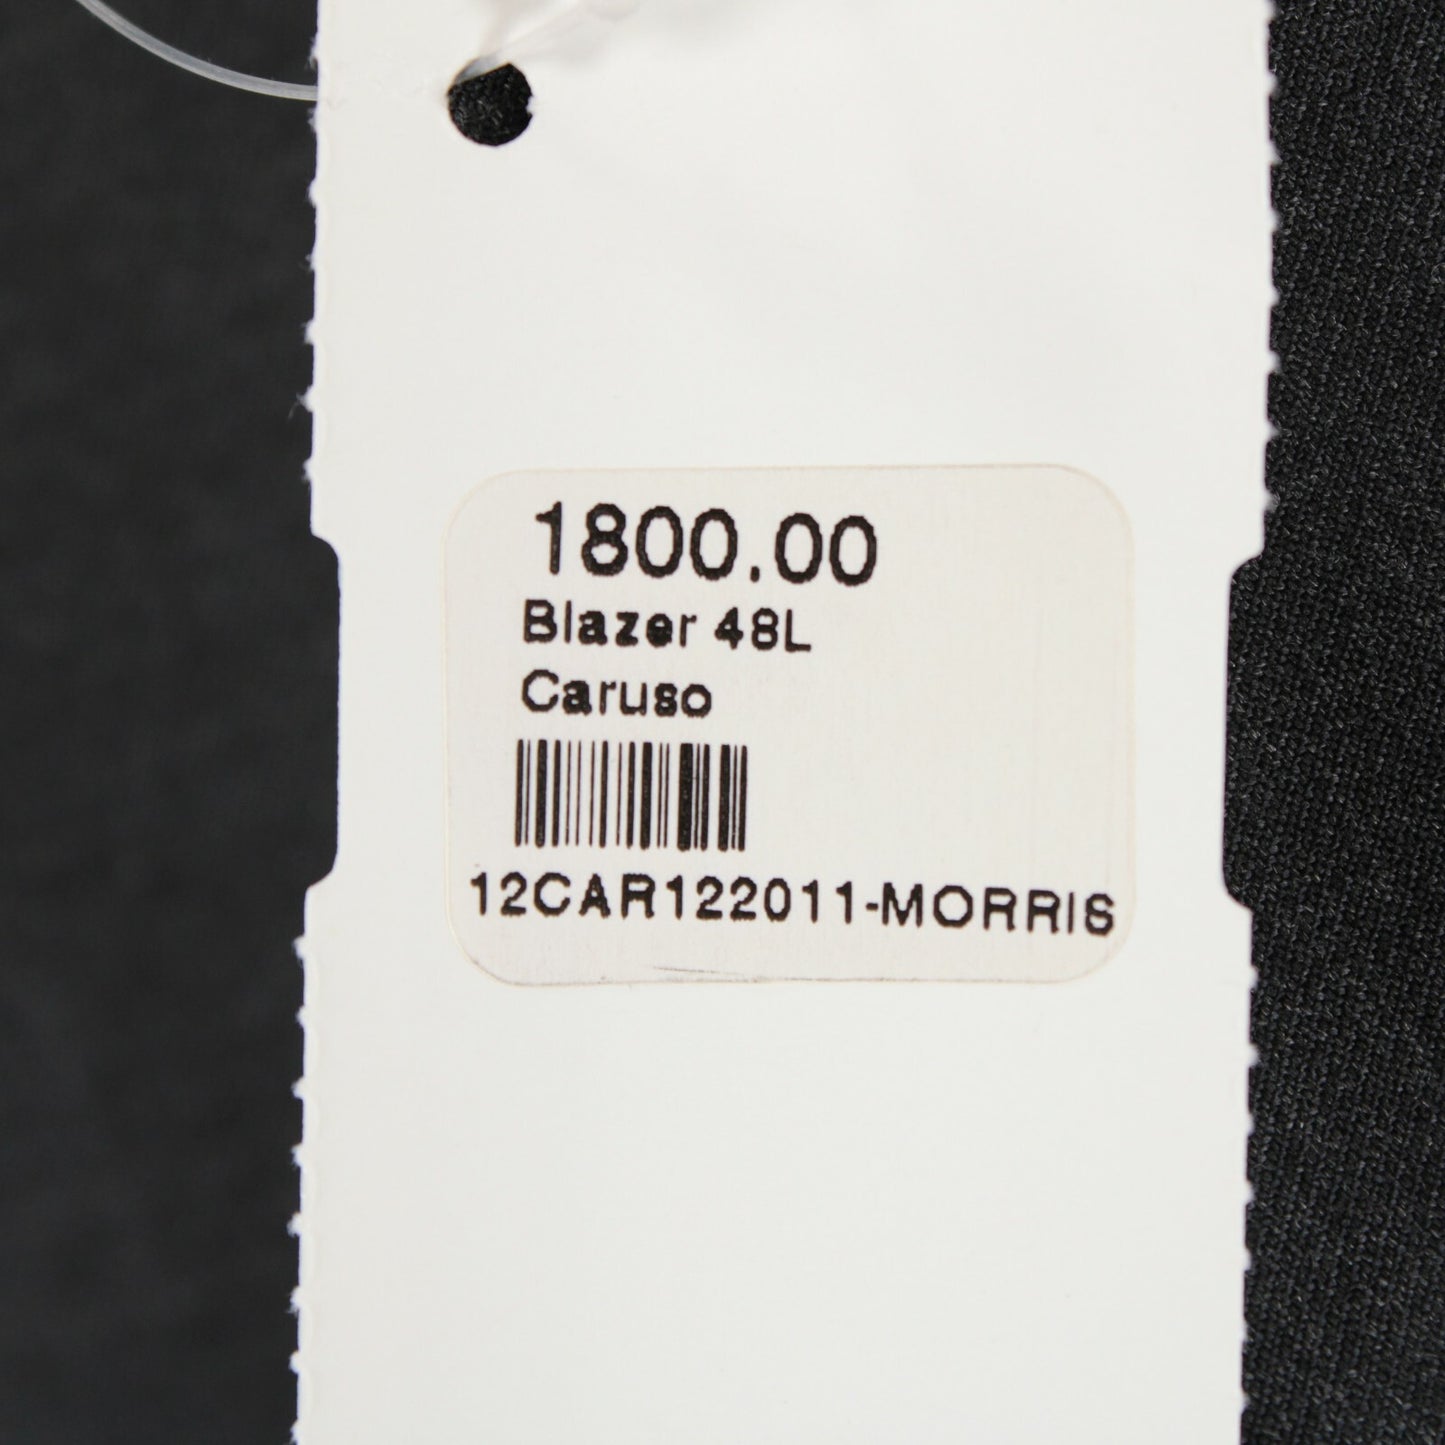 1800.00
Blazer 48L
Caruso
12CAR122011-MORRIS